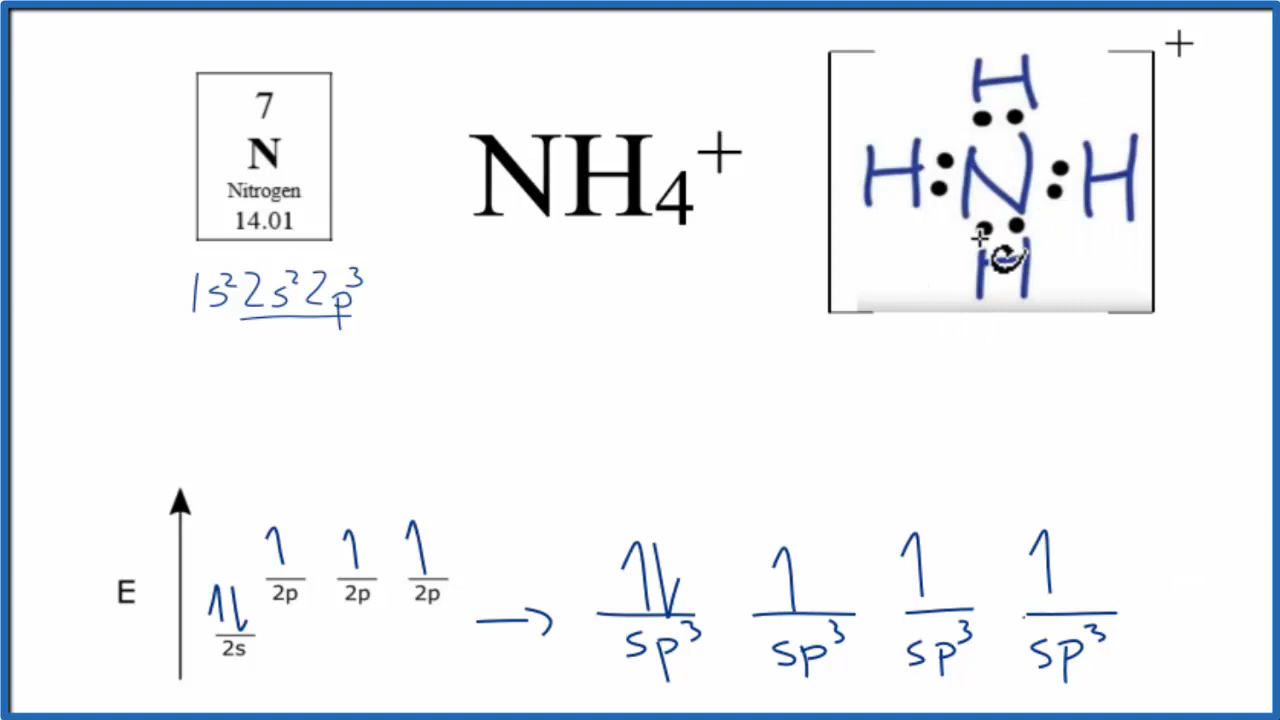 7
N
Nitrogen
14.01
1s²2s²2p³
NH₄⁺
+
H
H : N : H
H
E
2p 2p 2p
2s
→
sp³ sp³ sp³ sp³